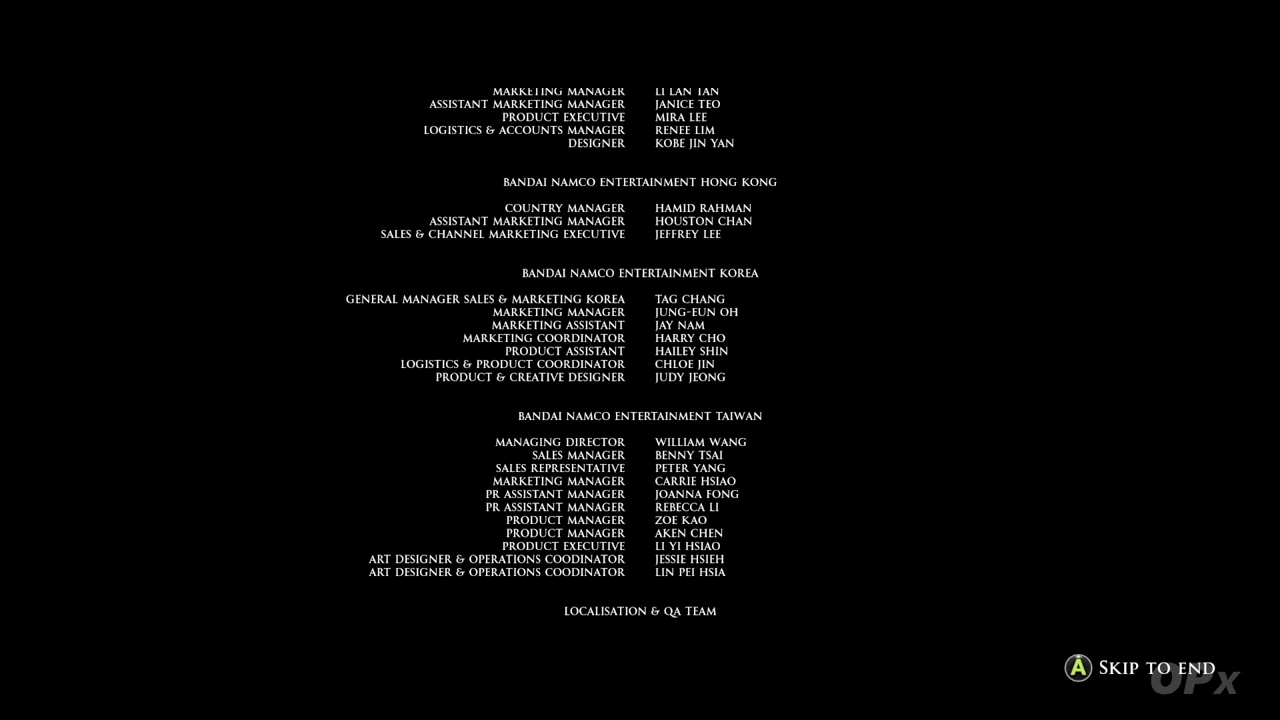 MARKETING MANAGER LI LAN TAN
ASSISTANT MARKETING MANAGER JANICE TEO
PRODUCT EXECUTIVE MIRA LEE
LOGISTICS & ACCOUNTS MANAGER RENEE LIM
DESIGNER KOBE JIN YAN
BANDAI NAMCO ENTERTAINMENT HONG KONG
COUNTRY MANAGER HAMID RAHMAN
ASSISTANT MARKETING MANAGER HOUSTON CHAN
SALES & CHANNEL MARKETING EXECUTIVE JEFFREY LEE
BANDAI NAMCO ENTERTAINMENT KOREA
GENERAL MANAGER SALES & MARKETING KOREA TAG CHANG
MARKETING MANAGER JUNG-EUN OH
MARKETING ASSISTANT JAY NAM
MARKETING COORDINATOR HARRY CHO
PRODUCT ASSISTANT HAILEY SHIN
LOGISTICS & PRODUCT COORDINATOR CHLOE JIN
PRODUCT & CREATIVE DESIGNER JUDY JEONG
BANDAI NAMCO ENTERTAINMENT TAIWAN
MANAGING DIRECTOR WILLIAM WANG
SALES MANAGER BENNY TSAI
SALES REPRESENTATIVE PETER YANG
MARKETING MANAGER CARRIE HSIAO
PR ASSISTANT MANAGER JOANNA FONG
PR ASSISTANT MANAGER REBECCA LI
PRODUCT MANAGER ZOE KAO
PRODUCT MANAGER AKEN CHEN
PRODUCT EXECUTIVE LI YI HSIAO
ART DESIGNER & OPERATIONS COODINATOR JESSIE HSIEH
ART DESIGNER & OPERATIONS COODINATOR LIN PEI HSIA
LOCALISATION & QA TEAM
A SKIP TO END
OPx